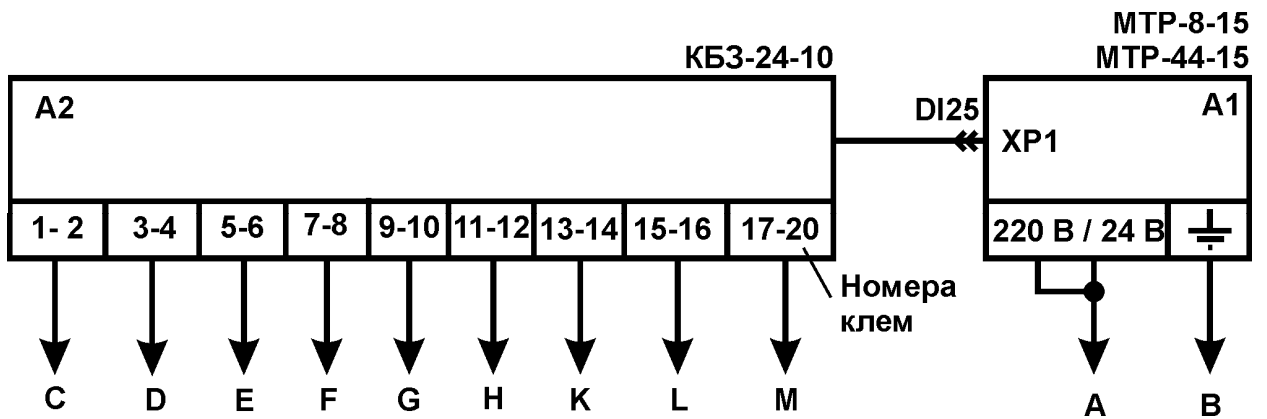 МТР-8-15
КБЗ-24-10 МТР-44-15
А2 DI25 А1
XP1
1- 2 3-4 5-6 7-8 9-10 11-12 13-14 15-16 17-20 220 В / 24 В
Номера
клем
C D E F G H K L M A B